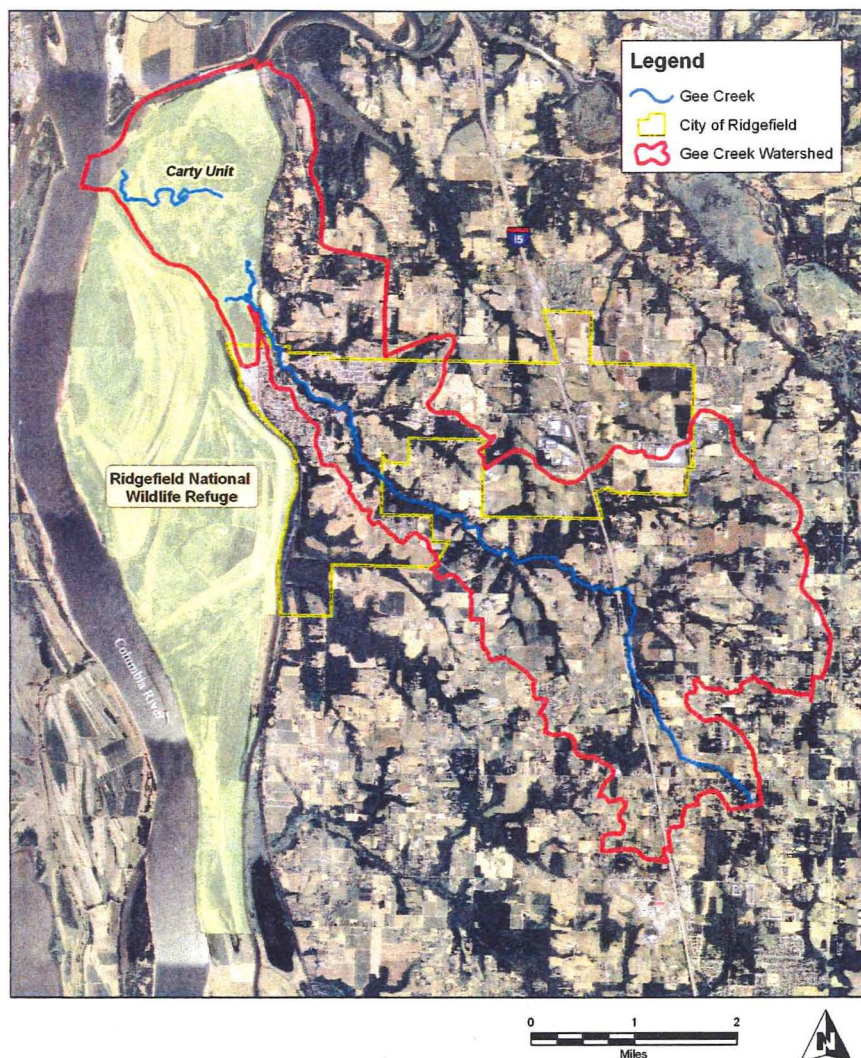 Legend
Gee Creek
City of Ridgefield
Gee Creek Watershed
Carty Unit
15
Ridgefield National
Wildlife Refuge
Columbia River
0 1 2
Miles
N